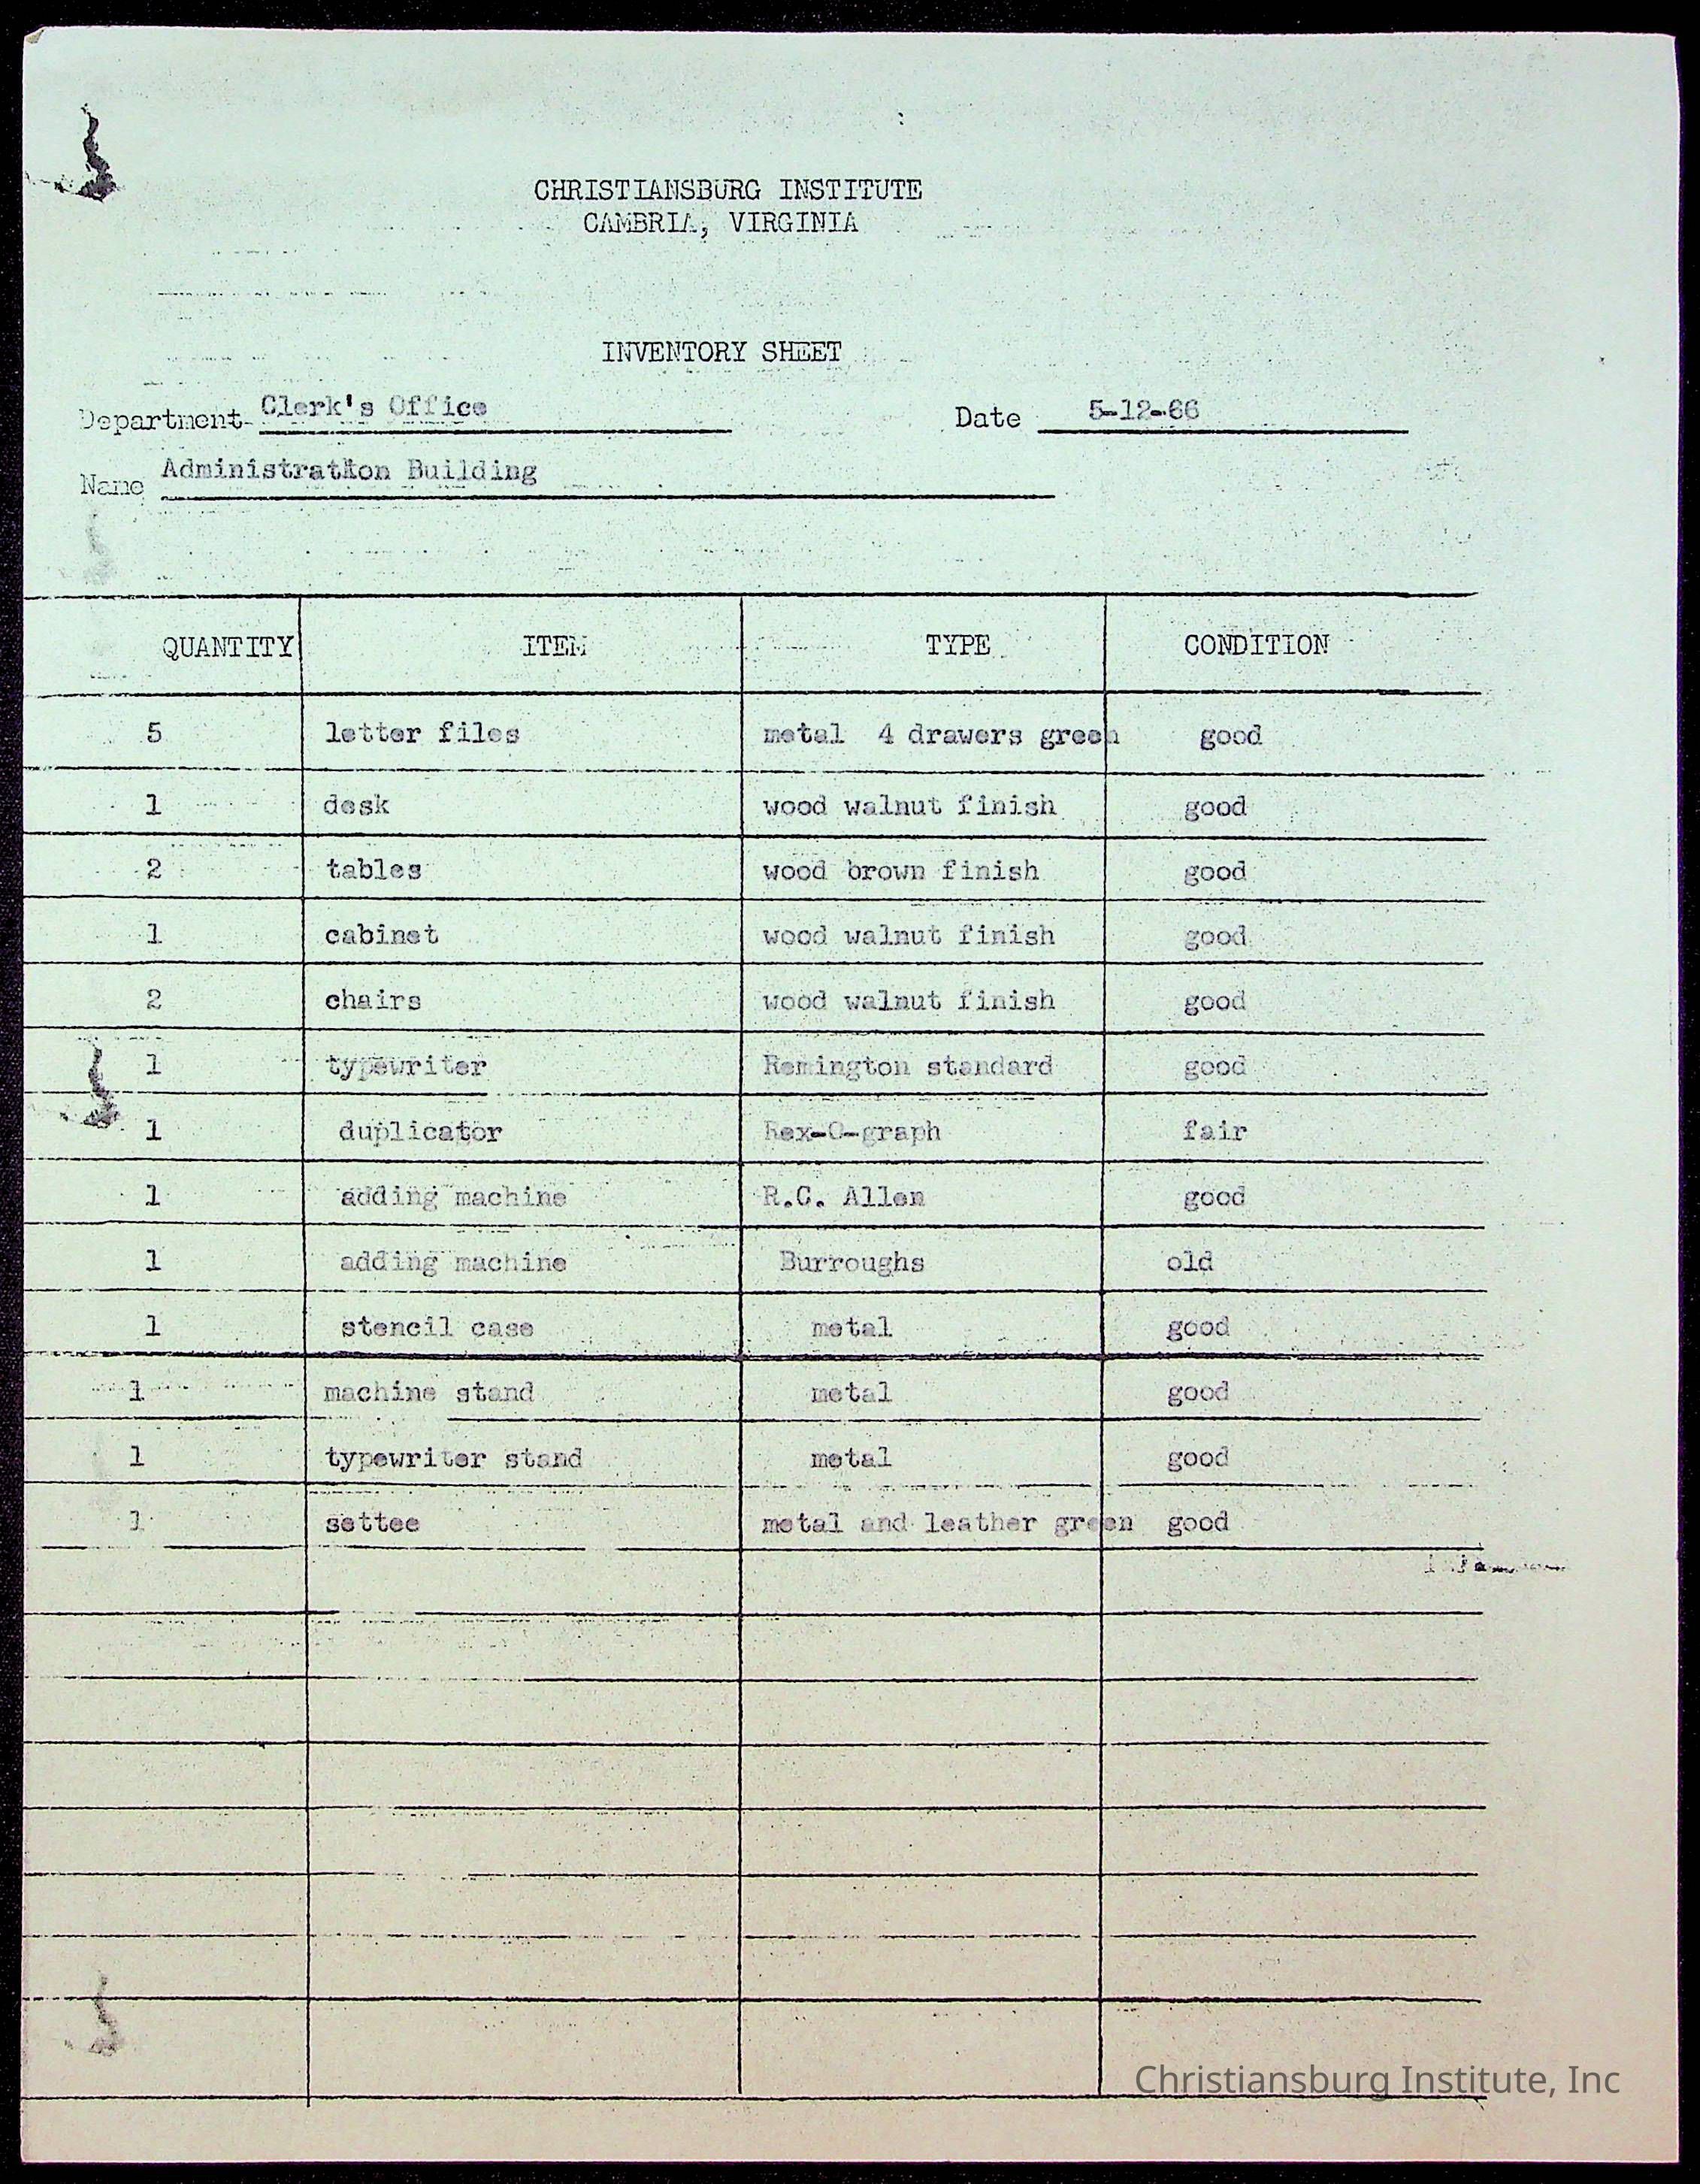 CHRISTIANSBURG INSTITUTE
CAMBRIA, VIRGINIA
INVENTORY SHEET
Department Clerk's Office Date 5-12-66
Name Administration Building
QUANTITY ITEM TYPE CONDITION
5 letter files metal 4 drawers green good
1 desk wood walnut finish good
2 tables wood brown finish good
1 cabinet wood walnut finish good
2 chairs wood walnut finish good
1 typewriter Remington standard good
1 duplicator Rex-O-graph fair
1 adding machine R.C. Allen good
1 adding machine Burroughs old
1 stencil case metal good
1 machine stand metal good
1 typewriter stand metal good
1 settee metal and leather green good
Christiansburg Institute, Inc